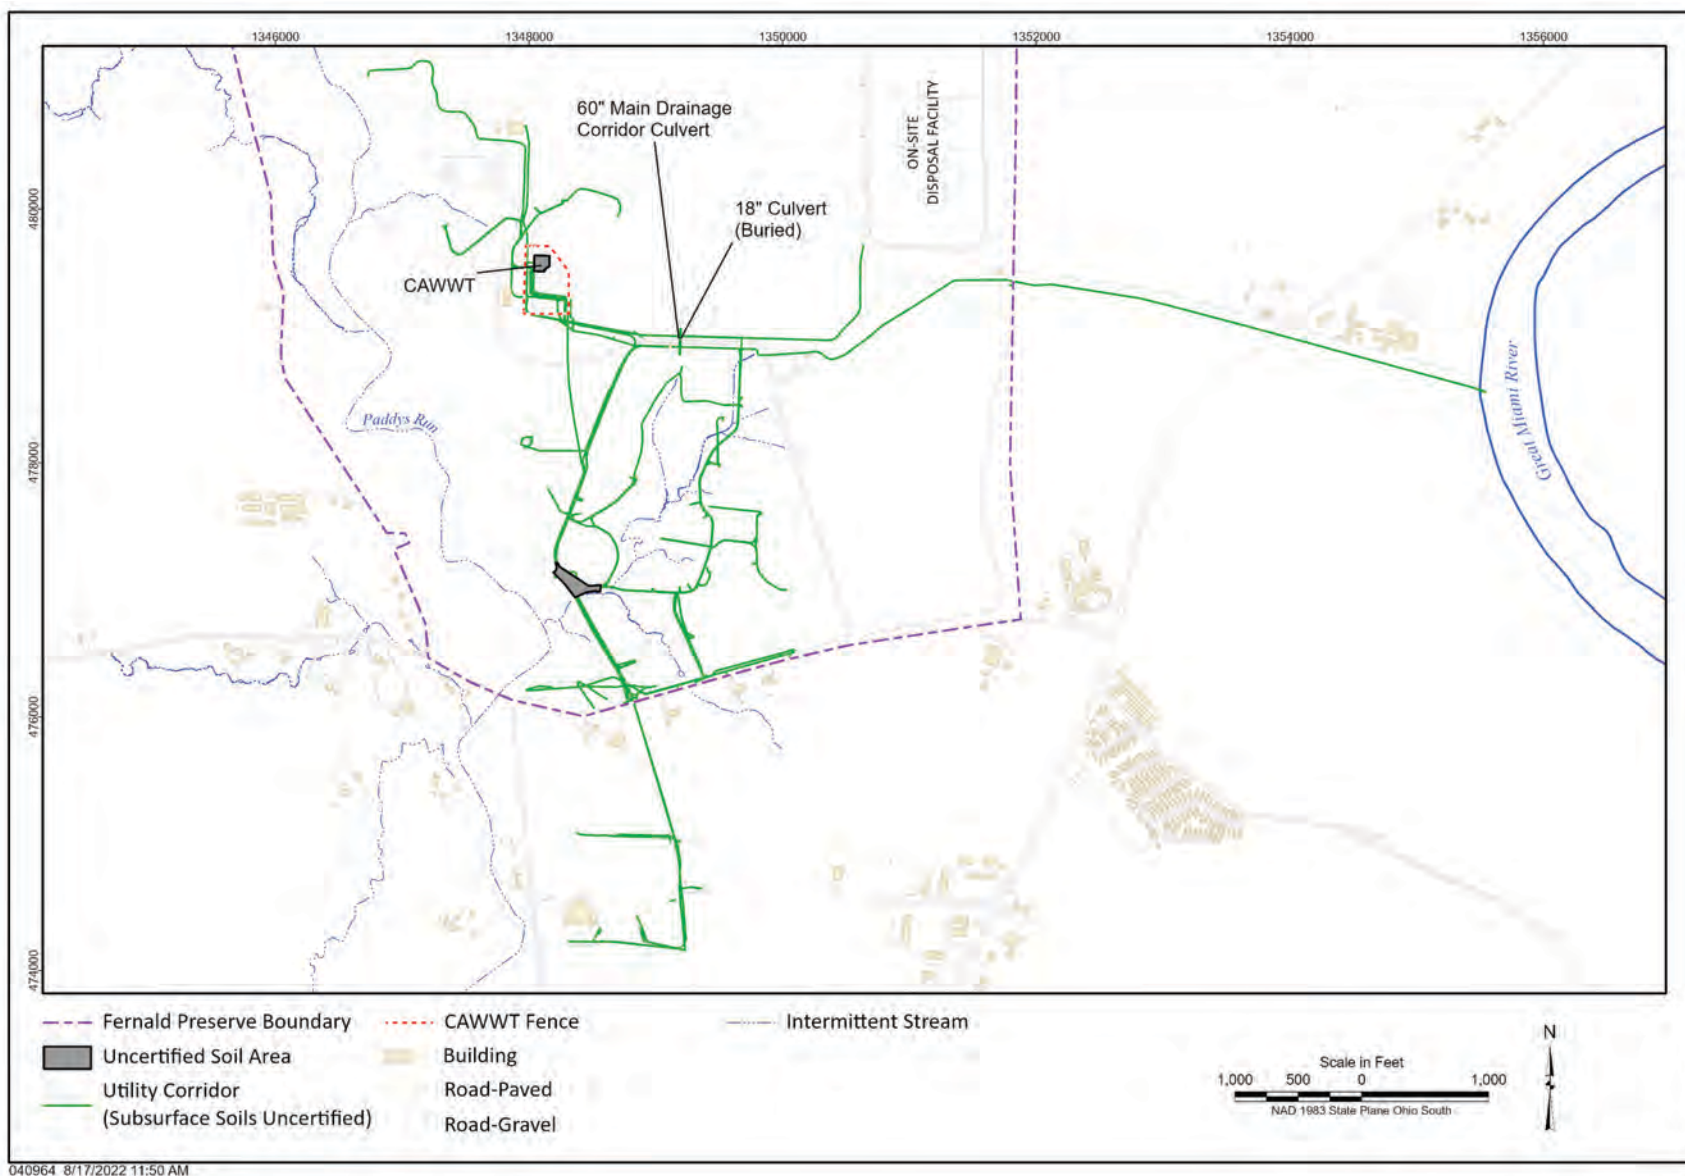 1346000
1348000
1350000
1352000
1354000
1356000
480000
478000
476000
474000
60" Main Drainage
Corridor Culvert
18" Culvert
(Buried)
ON-SITE
DISPOSAL FACILITY
CAWWT
Paddys Run
Great Miami River
Fernald Preserve Boundary
Uncertified Soil Area
Utility Corridor
(Subsurface Soils Uncertified)
CAWWT Fence
Building
Road-Paved
Road-Gravel
Intermittent Stream
N
Scale in Feet
1,000 500 0 1,000
NAD 1983 State Plane Ohio South
040964 8/17/2022 11:50 AM